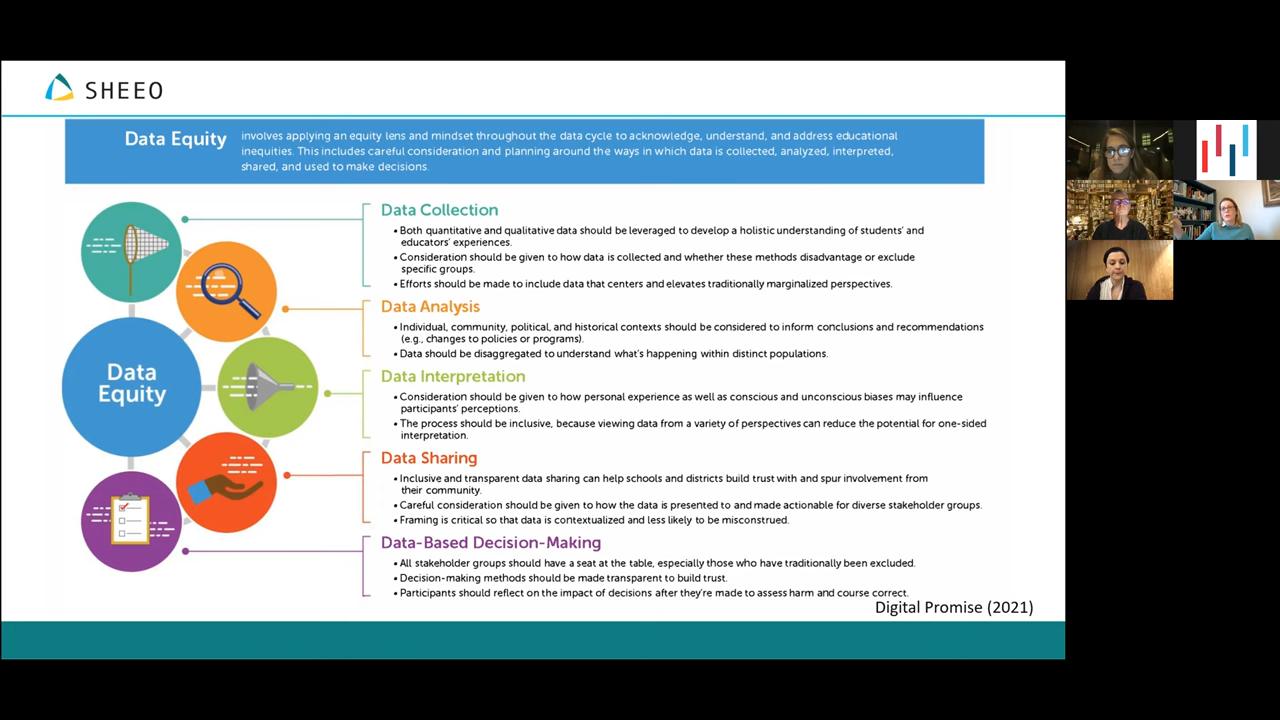 SHEEO
Data Equity
involves applying an equity lens and mindset throughout the data cycle to acknowledge, understand, and address educational
inequities. This includes careful consideration and planning around the ways in which data is collected, analyzed, interpreted,
shared, and used to make decisions.
Data
Equity
Data Collection
• Both quantitative and qualitative data should be leveraged to develop a holistic understanding of students' and
educators' experiences.
• Consideration should be given to how data is collected and whether these methods disadvantage or exclude
specific groups.
• Efforts should be made to include data that centers and elevates traditionally marginalized perspectives.
Data Analysis
• Individual, community, political, and historical contexts should be considered to inform conclusions and recommendations
(e.g., changes to policies or programs).
• Data should be disaggregated to understand what's happening within distinct populations.
Data Interpretation
• Consideration should be given to how personal experience as well as conscious and unconscious biases may influence
participants' perceptions.
• The process should be inclusive, because viewing data from a variety of perspectives can reduce the potential for one-sided
interpretation.
Data Sharing
• Inclusive and transparent data sharing can help schools and districts build trust with and spur involvement from
their community.
• Careful consideration should be given to how the data is presented to and made actionable for diverse stakeholder groups.
• Framing is critical so that data is contextualized and less likely to be misconstrued.
Data-Based Decision-Making
• All stakeholder groups should have a seat at the table, especially those who have traditionally been excluded.
• Decision-making methods should be made transparent to build trust.
• Participants should reflect on the impact of decisions after they're made to assess harm and course correct.
Digital Promise (2021)